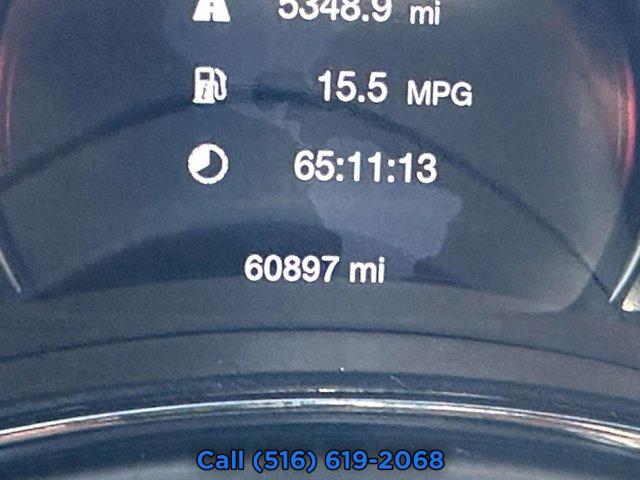 5348.9 mi
15.5 MPG
65:11:13
60897 mi
Call (516) 619-2068